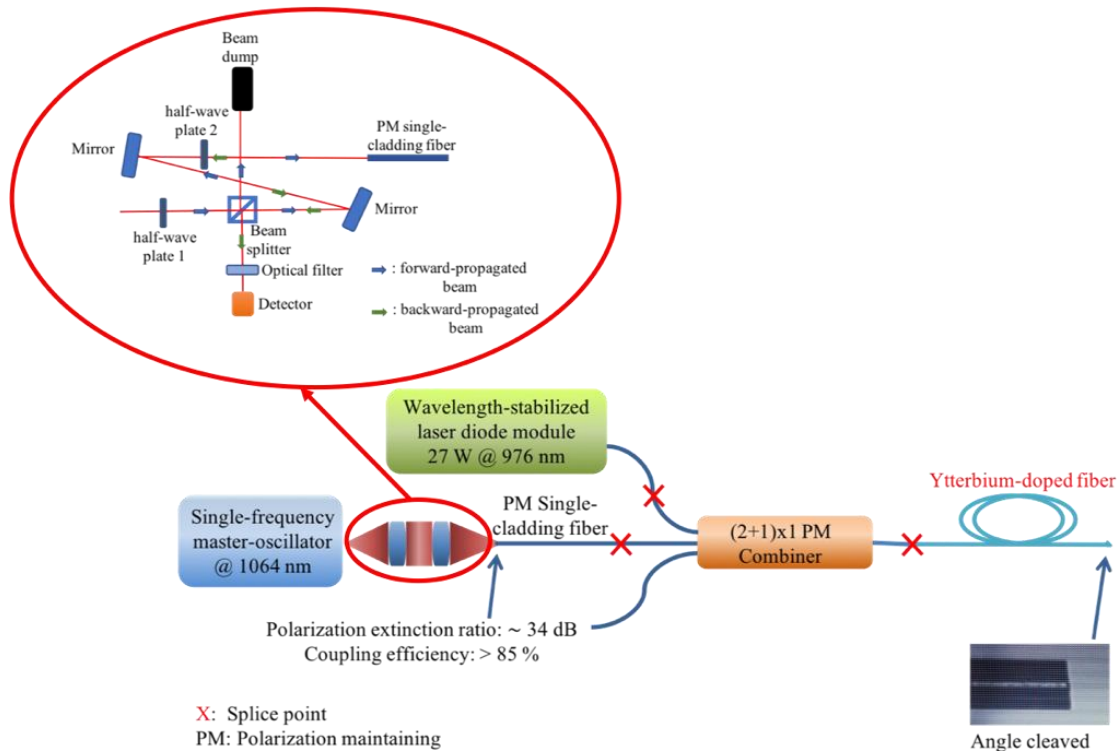 Beam
dump
half-wave
plate 2
PM single-
cladding fiber
Mirror
Mirror
half-wave
plate 1
Beam
splitter
Optical filter
Detector
: forward-propagated
beam
: backward-propagated
beam
Wavelength-stabilized
laser diode module
27 W @ 976 nm
Ytterbium-doped fiber
Single-frequency
master-oscillator
@ 1064 nm
PM Single-
cladding fiber
(2+1)x1 PM
Combiner
Polarization extinction ratio: ~ 34 dB
Coupling efficiency: > 85 %
X: Splice point
PM: Polarization maintaining
Angle cleaved